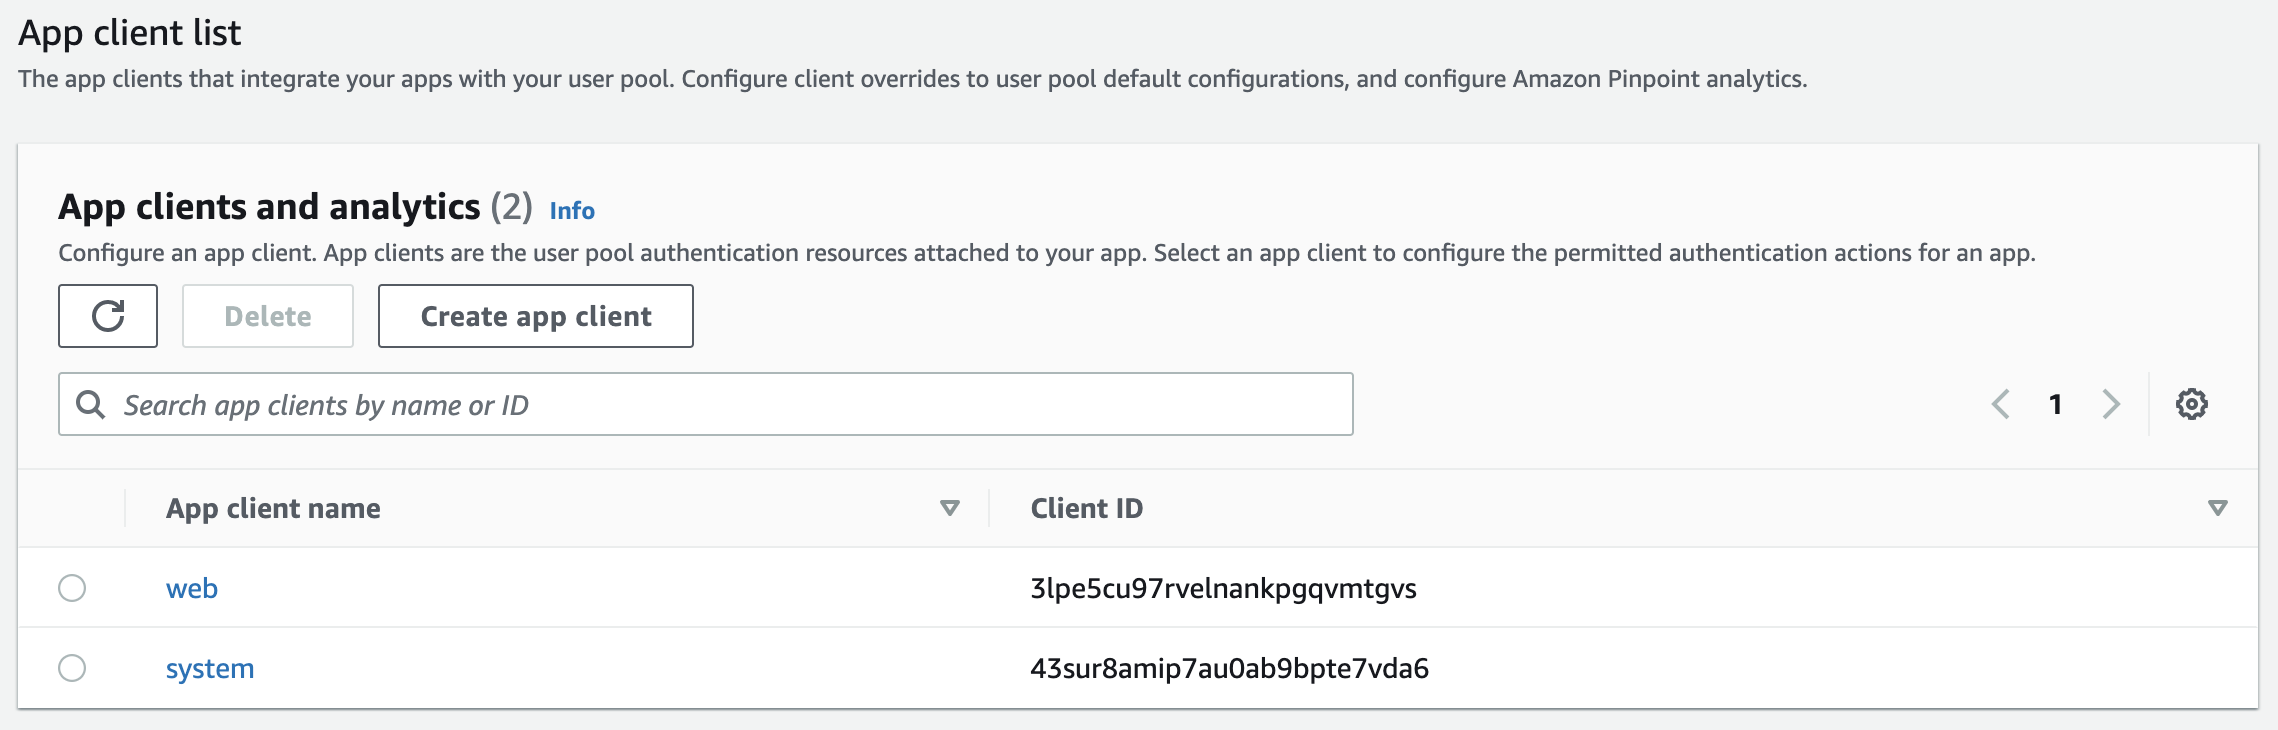 App client list
The app clients that integrate your apps with your user pool. Configure client overrides to user pool default configurations, and configure Amazon Pinpoint analytics.
App clients and analytics (2) Info
Configure an app client. App clients are the user pool authentication resources attached to your app. Select an app client to configure the permitted authentication actions for an app.
Delete Create app client
Search app clients by name or ID 1
App client name Client ID
web 3lpe5cu97rvelnankpgqvmtgvs
system 43sur8amip7au0ab9bpte7vda6